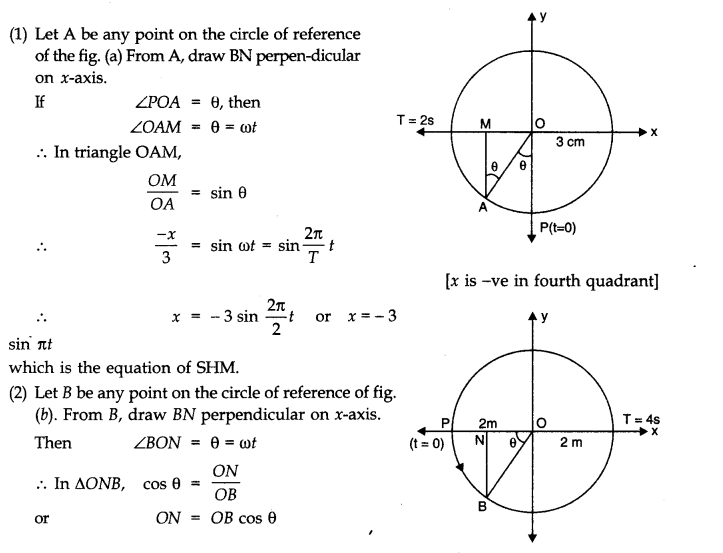 (1) Let A be any point on the circle of reference
of the fig. (a) From A, draw BN perpen-dicular
on x-axis.
If ∠POA = θ, then
∠OAM = θ = ωt
∴ In triangle OAM,
OM/OA = sin θ
∴ -x/3 = sin ωt = sin 2π/T t
∴ x = – 3 sin 2π/2 t or x = – 3
sin πt
which is the equation of SHM.
(2) Let B be any point on the circle of reference of fig.
(b). From B, draw BN perpendicular on x-axis.
Then ∠BON = θ = ωt
∴ In ΔONB, cos θ = ON/OB
or ON = OB cos θ
y
T = 2s M O x
3 cm
θ θ
A
P(t=0)
[x is –ve in fourth quadrant]
y
P 2m O T = 4s
x
(t = 0) N θ 2 m
B